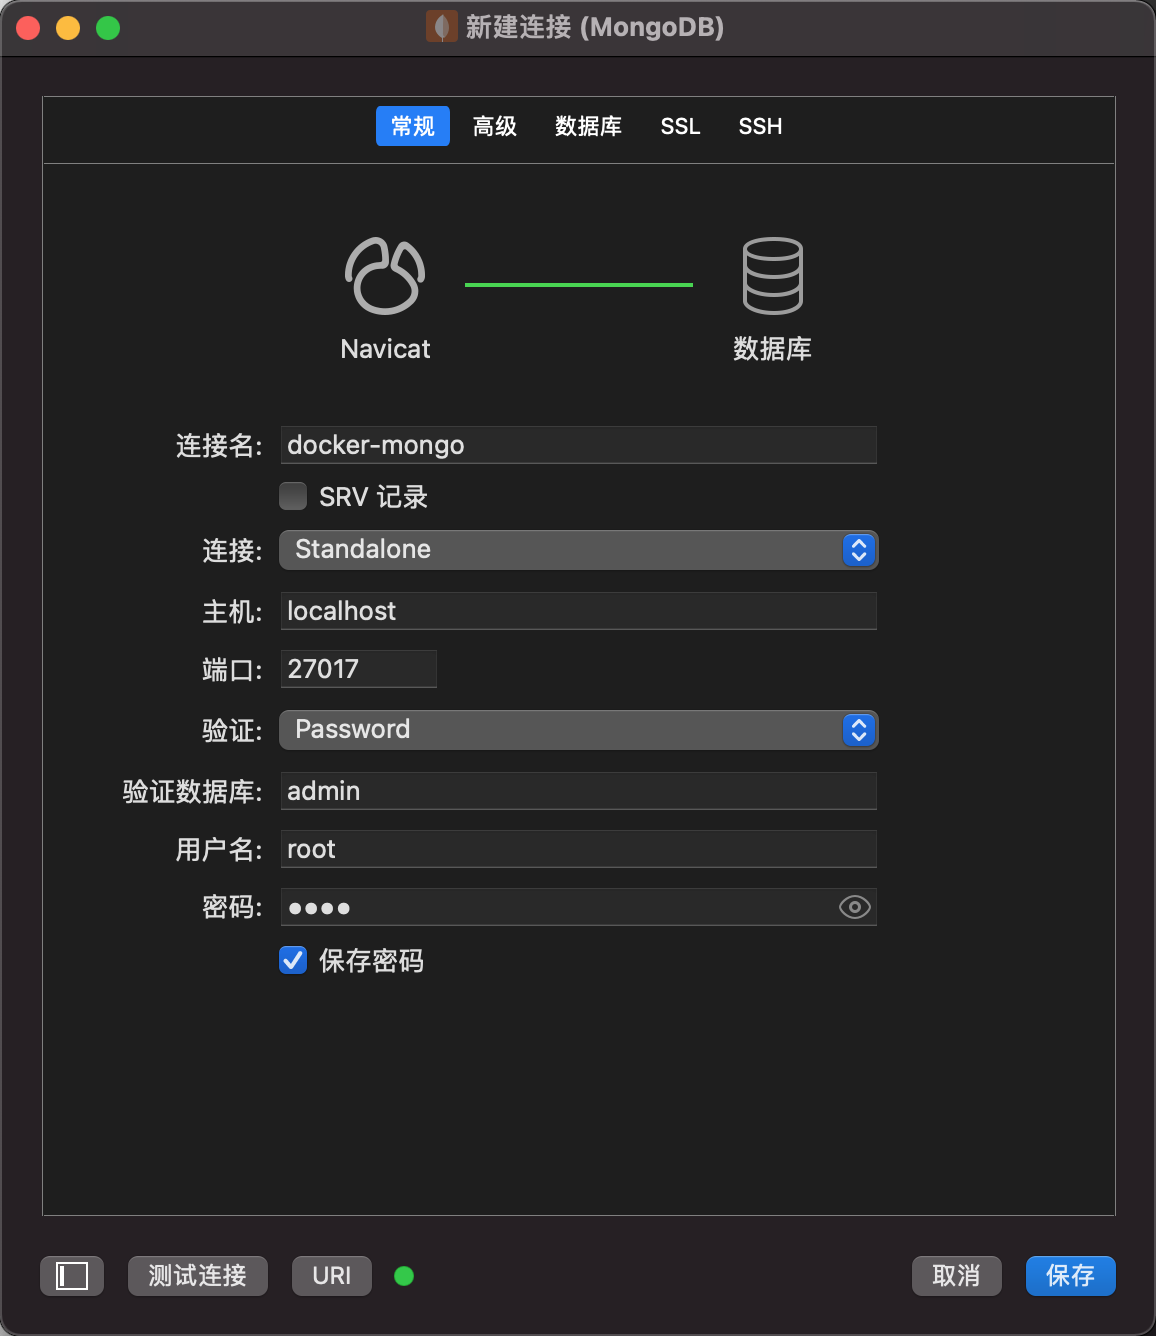 新建连接 (MongoDB)
常规 高级 数据库 SSL SSH
Navicat 数据库
连接名: docker-mongo
SRV 记录
连接: Standalone
主机: localhost
端口: 27017
验证: Password
验证数据库: admin
用户名: root
密码: ●●●●
保存密码
测试连接 URI 取消 保存